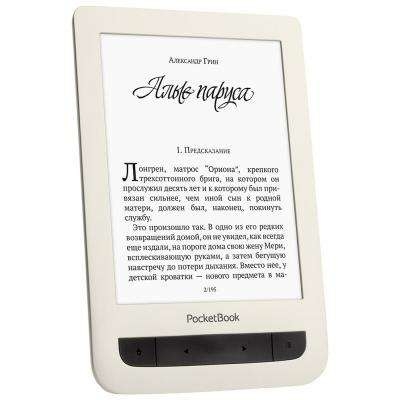 Александр Грин
Алые паруса
1. Предсказание
Лонгрен, матрос "Ориона", крепкого
трехсоттонного брига, на котором он
прослужил десять лет и к которому был при-
вязан сильнее, чем иной сын к родной
матери, должен был, наконец, покинуть
службу.
Это произошло так. В одно из его редких
возвращений домой, он не увидел, как всегда
еще издали, на пороге дома свою жену Мери,
всплескивающую руками, а затем бегущую
навстречу до потери дыхания. Вместо нее, у
детской кроватки — нового предмета в ма-
2/195
PocketBook